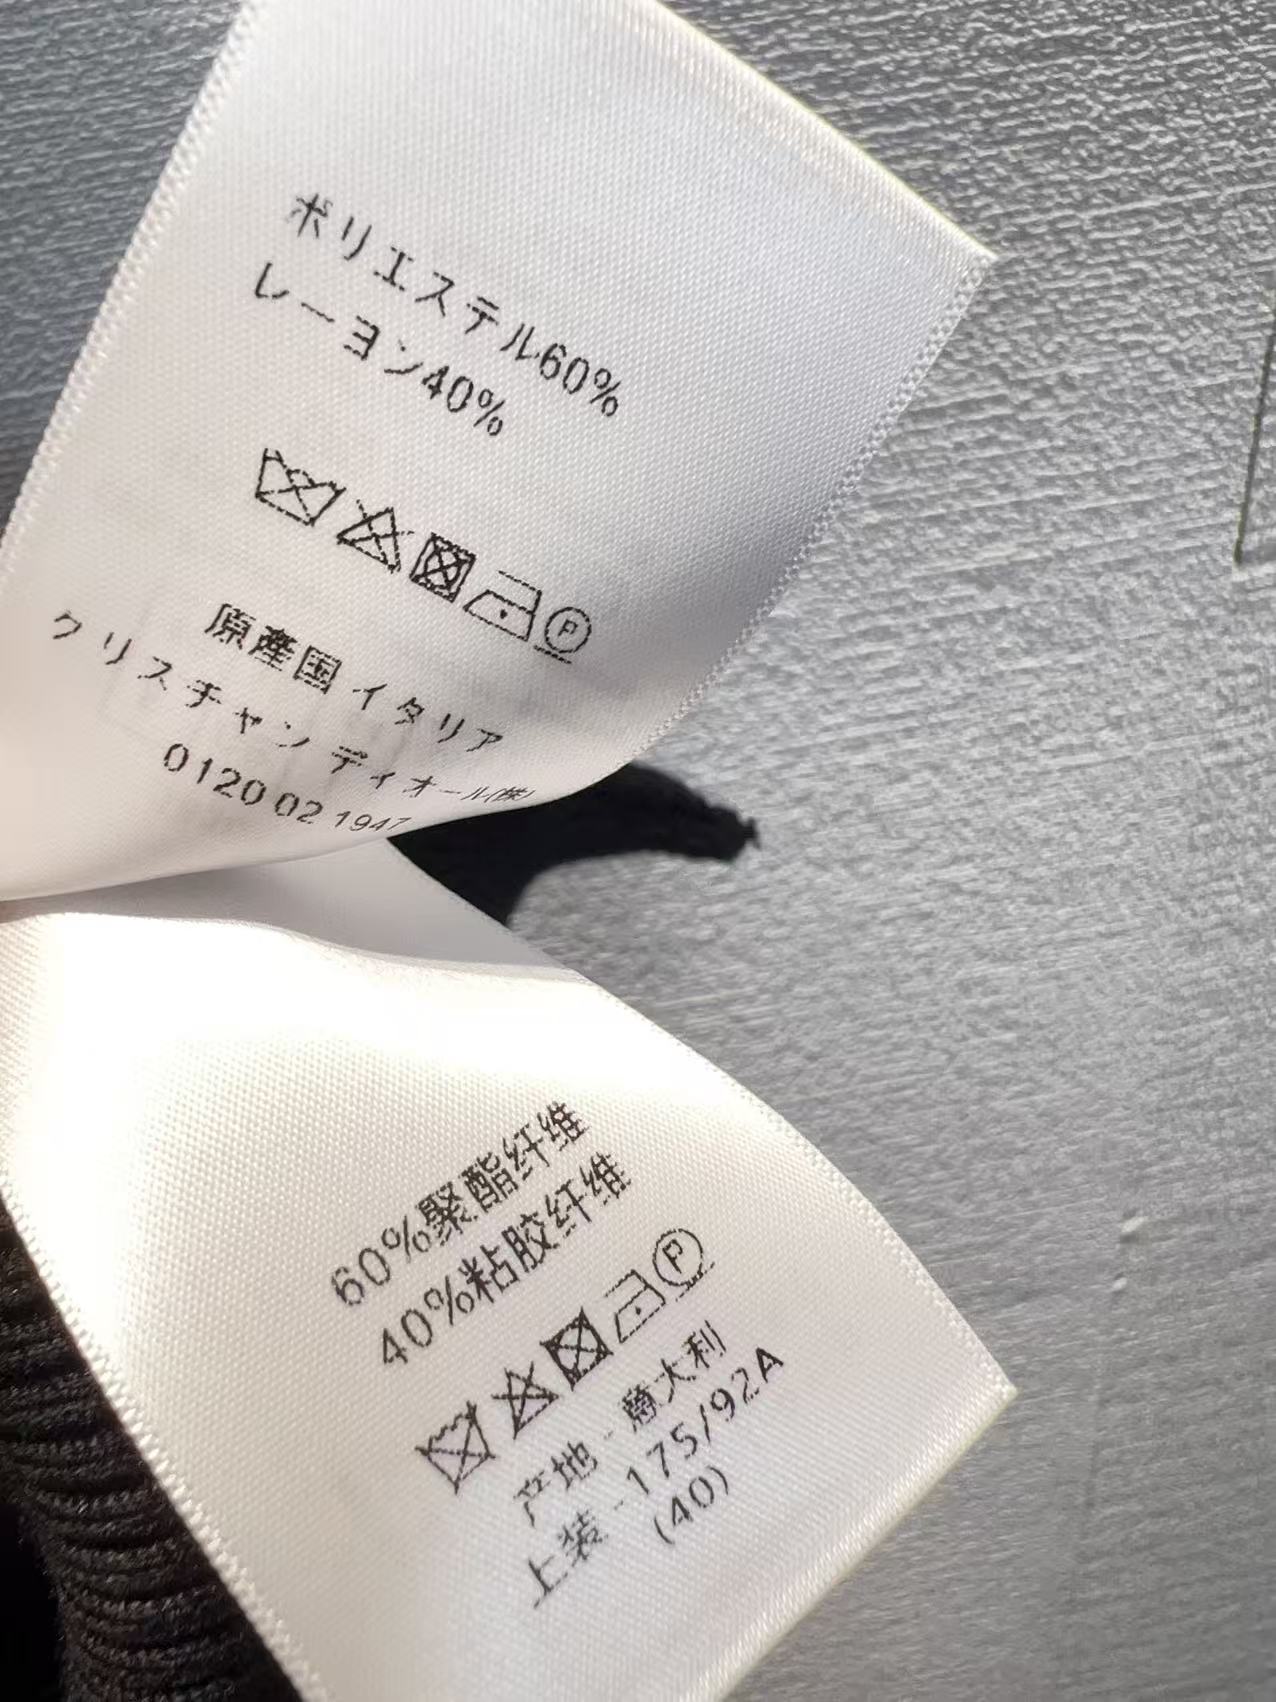 ポリエステル60%
レーヨン40%
P
原産国 イタリア
クリスチャン ディオール(株)
0120 02 1947
60%聚酯纤维
40%粘胶纤维
P
产地 - 意大利
上装 - 175/92A
(40)